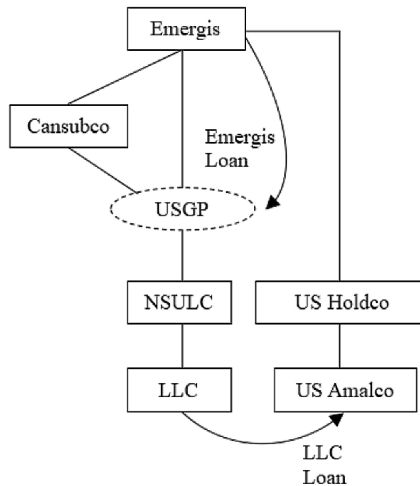 Emergis
Cansubco
Emergis
Loan
USGP
NSULC
US Holdco
LLC
US Amalco
LLC
Loan